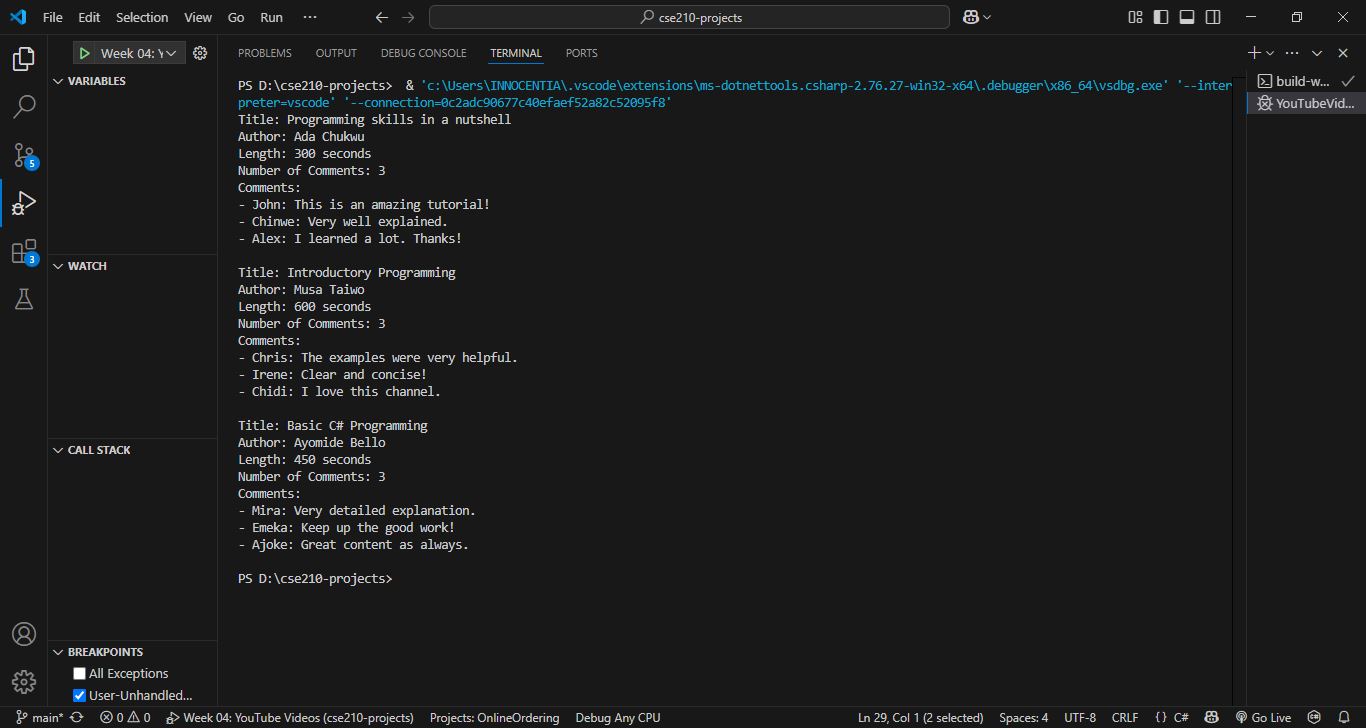 File Edit Selection View Go Run ··· cse210-projects
Week 04: Y
PROBLEMS OUTPUT DEBUG CONSOLE TERMINAL PORTS
VARIABLES
WATCH
CALL STACK
BREAKPOINTS
All Exceptions
User-Unhandled...
5
3
PS D:\cse210-projects>  & 'c:\Users\INNOCENTIA\.vscode\extensions\ms-dotnettools.csharp-2.76.27-win32-x64\.debugger\x86_64\vsdbg.exe' '--inter
preter=vscode' '--connection=0c2adc90677c40efaef52a82c52095f8'
Title: Programming skills in a nutshell
Author: Ada Chukwu
Length: 300 seconds
Number of Comments: 3
Comments:
- John: This is an amazing tutorial!
- Chinwe: Very well explained.
- Alex: I learned a lot. Thanks!
Title: Introductory Programming
Author: Musa Taiwo
Length: 600 seconds
Number of Comments: 3
Comments:
- Chris: The examples were very helpful.
- Irene: Clear and concise!
- Chidi: I love this channel.
Title: Basic C# Programming
Author: Ayomide Bello
Length: 450 seconds
Number of Comments: 3
Comments:
- Mira: Very detailed explanation.
- Emeka: Keep up the good work!
- Ajoke: Great content as always.
PS D:\cse210-projects>
build-w...
YouTubeVid...
main* 0 0 Week 04: YouTube Videos (cse210-projects) Projects: OnlineOrdering Debug Any CPU Ln 29, Col 1 (2 selected) Spaces: 4 UTF-8 CRLF {} C# Go Live